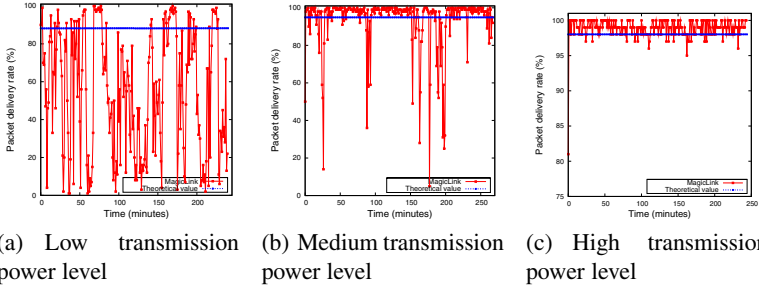 100
80
60
40
20
0
Packet delivery rate (%)
MagicLink
Theoretical value
0 50 100 150 200
Time (minutes)
100
80
60
40
20
0
Packet delivery rate (%)
MagicLink
Theoretical value
0 50 100 150 200 250
Time (minutes)
100
95
90
85
80
75
Packet delivery rate (%)
MagicLink
Theoretical value
0 50 100 150 200 250
Time (minutes)
(a) Low transmission
power level
(b) Medium transmission
power level
(c) High transmission
power level